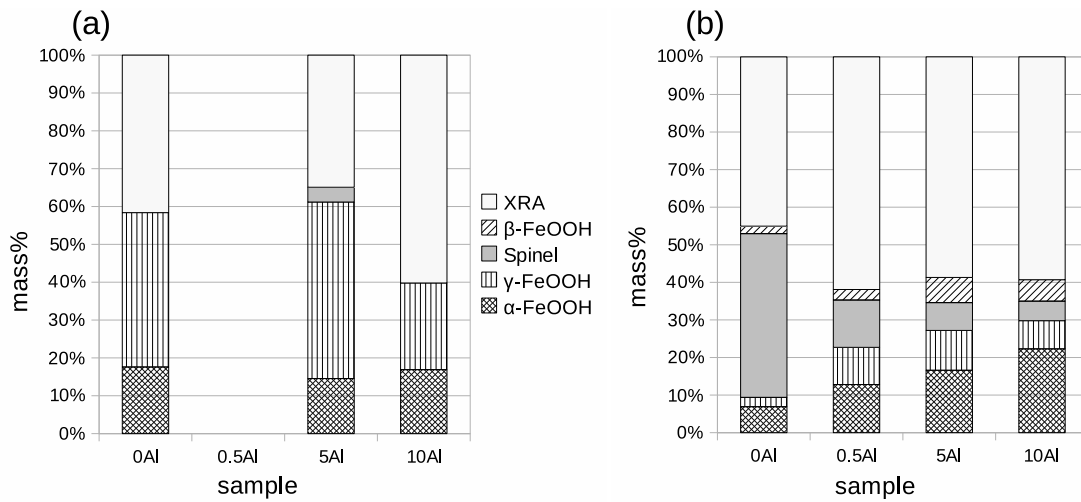 (a)
100%
90%
80%
70%
60%
50%
40%
30%
20%
10%
0%
mass%
0Al 0.5Al 5Al 10Al
sample
XRA
β-FeOOH
Spinel
γ-FeOOH
α-FeOOH
(b)
100%
90%
80%
70%
60%
50%
40%
30%
20%
10%
0%
mass%
0Al 0.5Al 5Al 10Al
sample